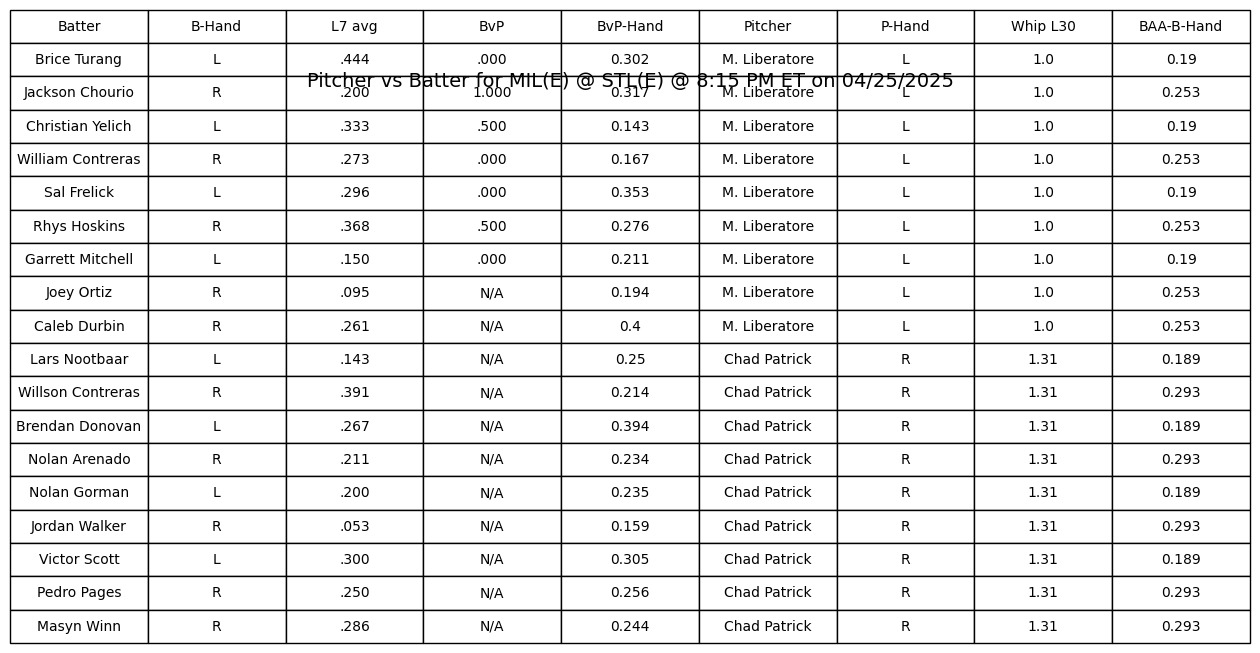 Batter B-Hand L7 avg BvP BvP-Hand Pitcher P-Hand Whip L30 BAA-B-Hand
Brice Turang L .444 .000 0.302 M. Liberatore L 1.0 0.19
Pitcher vs Batter for MIL(E) @ STL(E) @ 8:15 PM ET on 04/25/2025
Jackson Chourio R .200 1.000 0.317 M. Liberatore L 1.0 0.253
Christian Yelich L .333 .500 0.143 M. Liberatore L 1.0 0.19
William Contreras R .273 .000 0.167 M. Liberatore L 1.0 0.253
Sal Frelick L .296 .000 0.353 M. Liberatore L 1.0 0.19
Rhys Hoskins R .368 .500 0.276 M. Liberatore L 1.0 0.253
Garrett Mitchell L .150 .000 0.211 M. Liberatore L 1.0 0.19
Joey Ortiz R .095 N/A 0.194 M. Liberatore L 1.0 0.253
Caleb Durbin R .261 N/A 0.4 M. Liberatore L 1.0 0.253
Lars Nootbaar L .143 N/A 0.25 Chad Patrick R 1.31 0.189
Willson Contreras R .391 N/A 0.214 Chad Patrick R 1.31 0.293
Brendan Donovan L .267 N/A 0.394 Chad Patrick R 1.31 0.189
Nolan Arenado R .211 N/A 0.234 Chad Patrick R 1.31 0.293
Nolan Gorman L .200 N/A 0.235 Chad Patrick R 1.31 0.189
Jordan Walker R .053 N/A 0.159 Chad Patrick R 1.31 0.293
Victor Scott L .300 N/A 0.305 Chad Patrick R 1.31 0.189
Pedro Pages R .250 N/A 0.256 Chad Patrick R 1.31 0.293
Masyn Winn R .286 N/A 0.244 Chad Patrick R 1.31 0.293